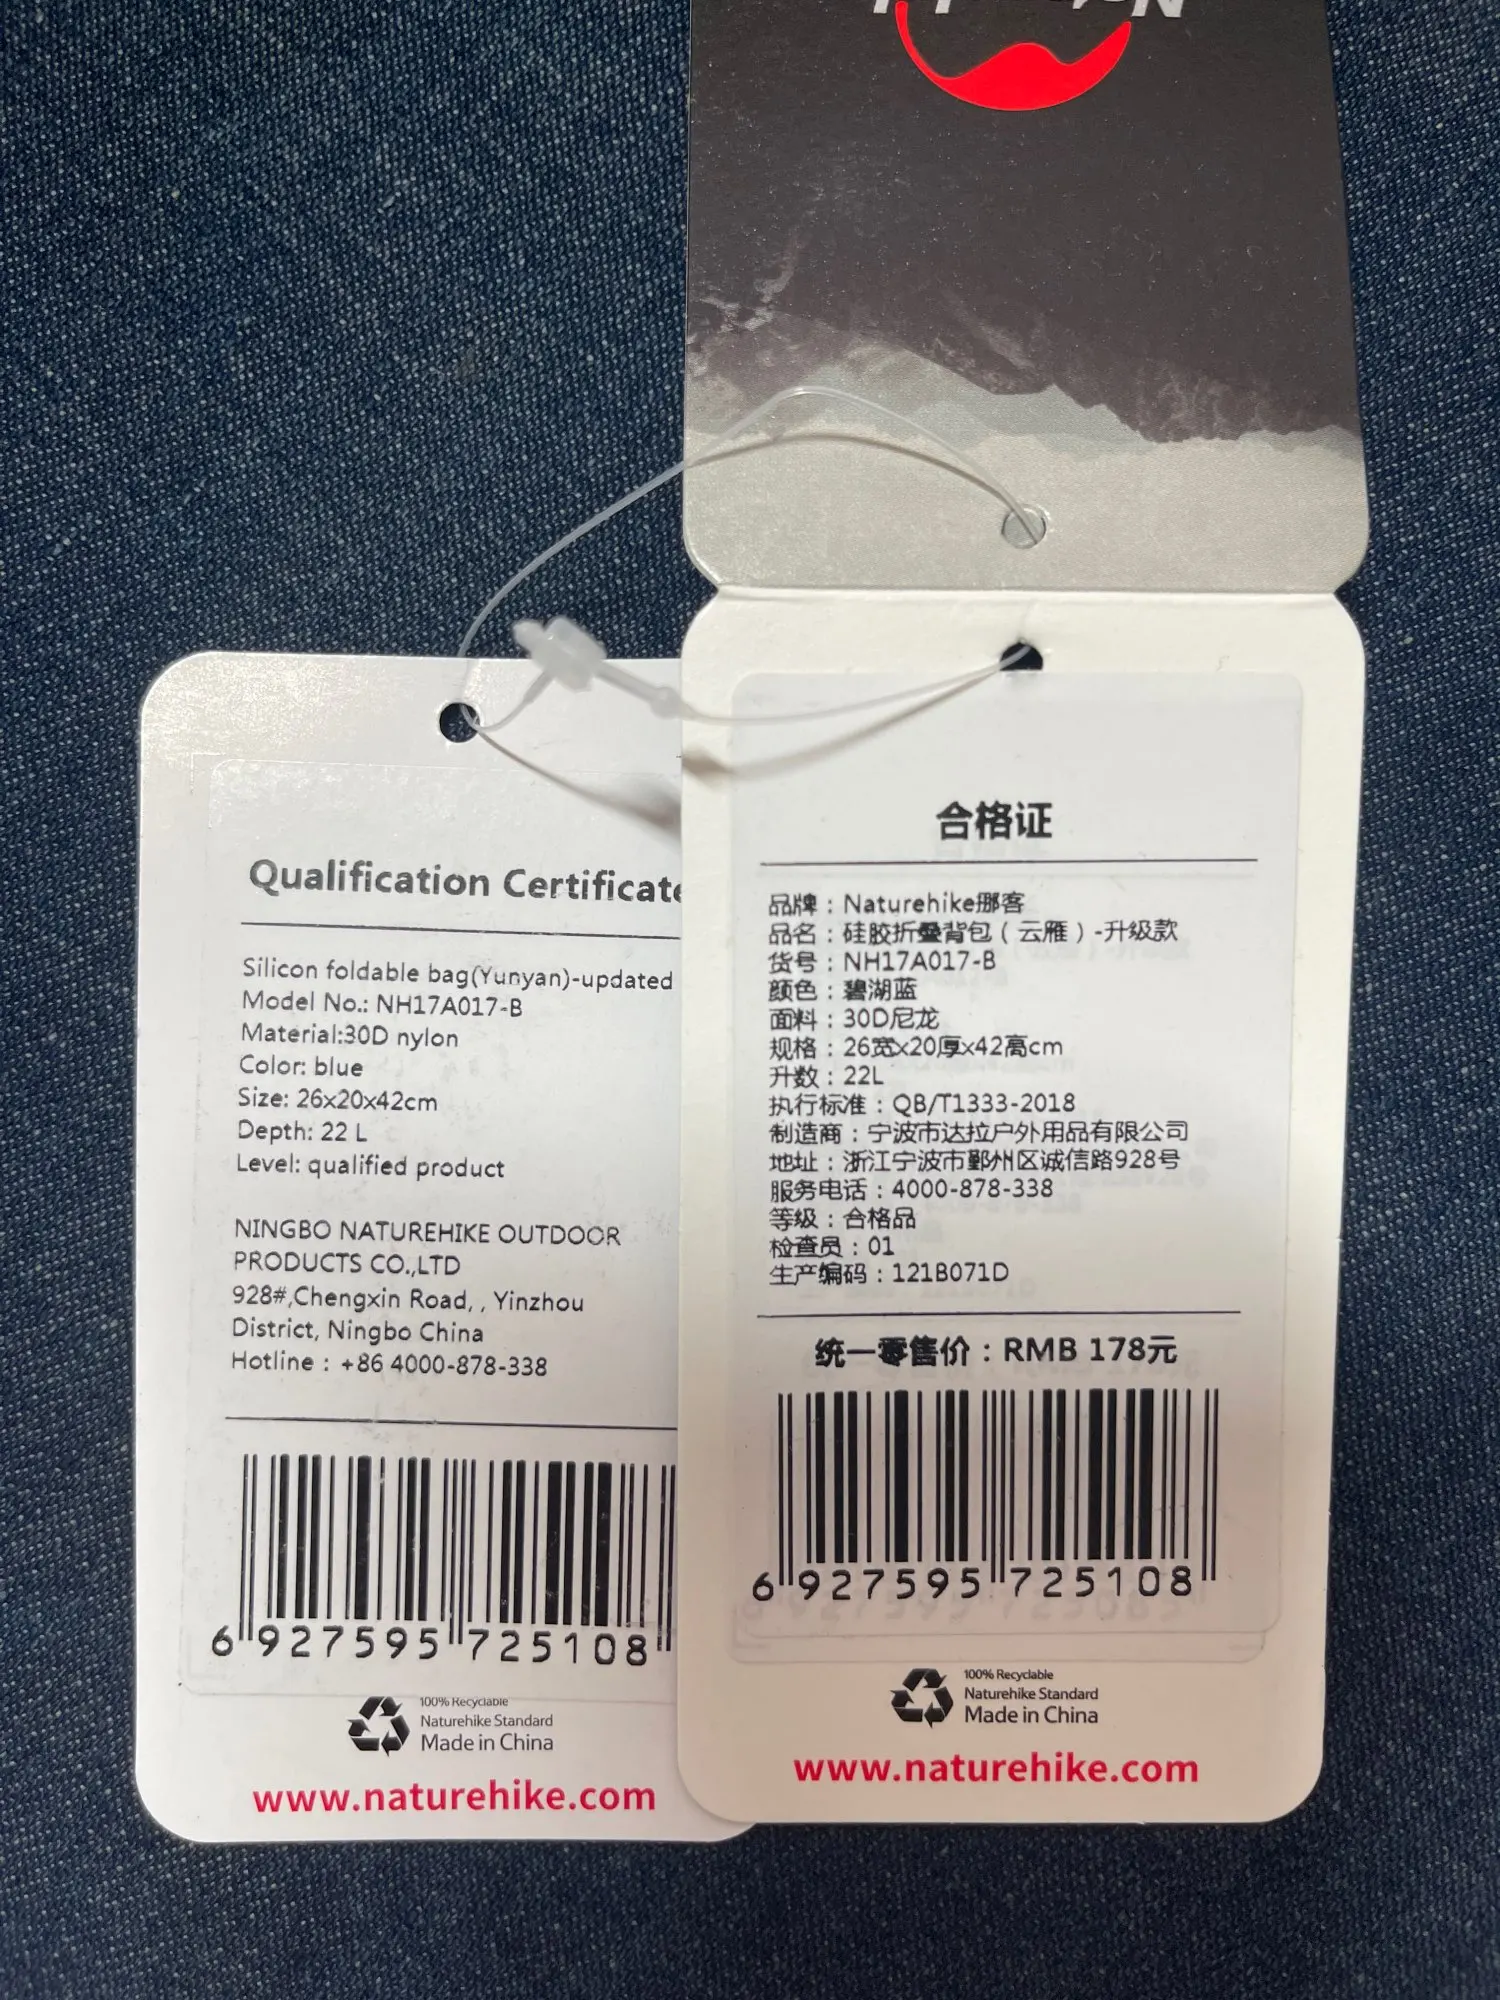 Qualification Certificate
Silicon foldable bag(Yunyan)-updated
Model No.: NH17A017-B
Material:30D nylon
Color: blue
Size: 26x20x42cm
Depth: 22 L
Level: qualified product
NINGBO NATUREHIKE OUTDOOR
PRODUCTS CO.,LTD
928#,Chengxin Road, , Yinzhou
District, Ningbo China
Hotline : +86 4000-878-338
6 927595 725108
100% Recyclable
Naturehike Standard
Made in China
www.naturehike.com
合格证
品牌：Naturehike挪客
品名：硅胶折叠背包（云雁）-升级款
货号：NH17A017-B
颜色：碧湖蓝
面料：30D尼龙
规格：26宽x20厚x42高cm
升数：22L
执行标准：QB/T1333-2018
制造商：宁波市达拉户外用品有限公司
地址：浙江宁波市鄞州区诚信路928号
服务电话：4000-878-338
等级：合格品
检查员：01
生产编码：121B071D
统一零售价：RMB 178元
6 927595 725108
100% Recyclable
Naturehike Standard
Made in China
www.naturehike.com